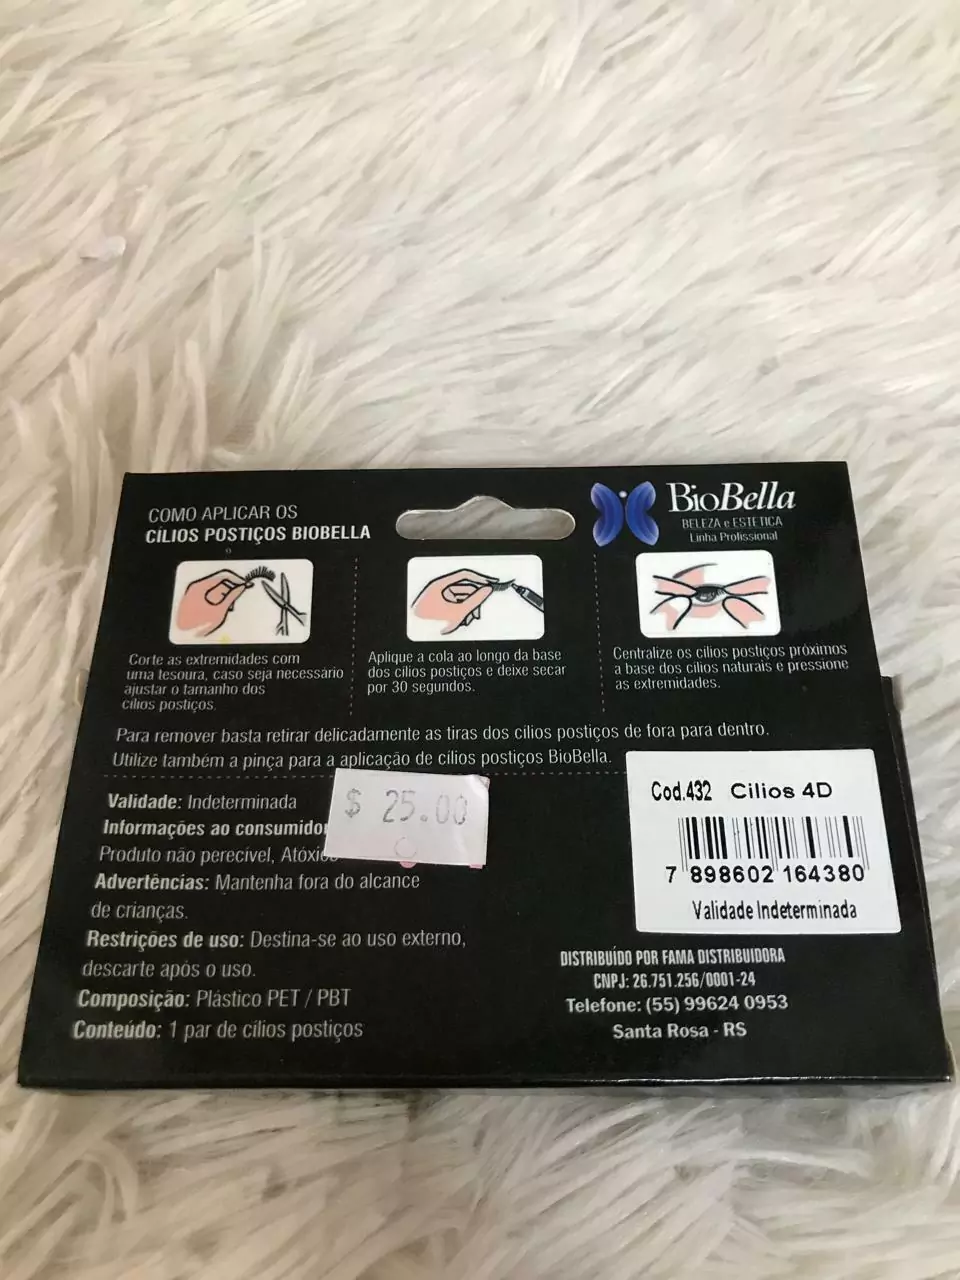 COMO APLICAR OS
CÍLIOS POSTIÇOS BIOBELLA
BioBella
BELEZA e ESTETICA
Linha Profissional
Corte as extremidades com
uma tesoura, caso seja necessário
ajustar o tamanho dos
cílios postiços.
Aplique a cola ao longo da base
dos cílios postiços e deixe secar
por 30 segundos.
Centralize os cílios postiços próximos
a base dos cílios naturais e pressione
as extremidades.
Para remover basta retirar delicadamente as tiras dos cílios postiços de fora para dentro.
Utilize também a pinça para a aplicação de cílios postiços BioBella.
Validade: Indeterminada
Informações ao
Produto não perecível,
Advertências: Mantenha fora do alcance
de crianças.
Restrições de uso: Destina-se ao uso externo,
descarte após o uso.
Composição: Plástico PET / PBT
Conteúdo: 1 par de cílios postiços
$ 25.00
Cod.432 Cilios 4D
7 898602 164380
Validade Indeterminada
DISTRIBUÍDO POR FAMA DISTRIBUIDORA
CNPJ: 26.751.256/0001-24
Telefone: (55) 99624 0953
Santa Rosa - RS